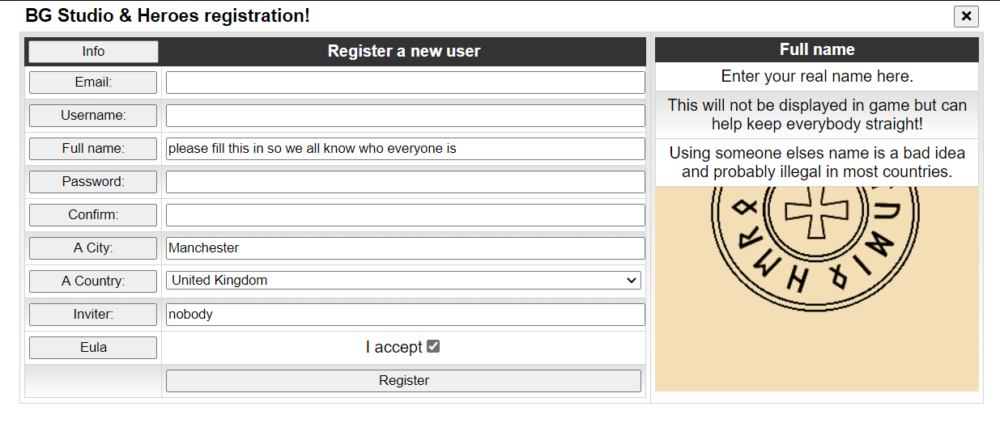 BG Studio & Heroes registration!
Info
Register a new user
Email:
Username:
Full name:
please fill this in so we all know who everyone is
Password:
Confirm:
A City:
Manchester
A Country:
United Kingdom
Inviter:
nobody
Eula
I accept
Register
Full name
Enter your real name here.
This will not be displayed in game but can
help keep everybody straight!
Using someone elses name is a bad idea
and probably illegal in most countries.